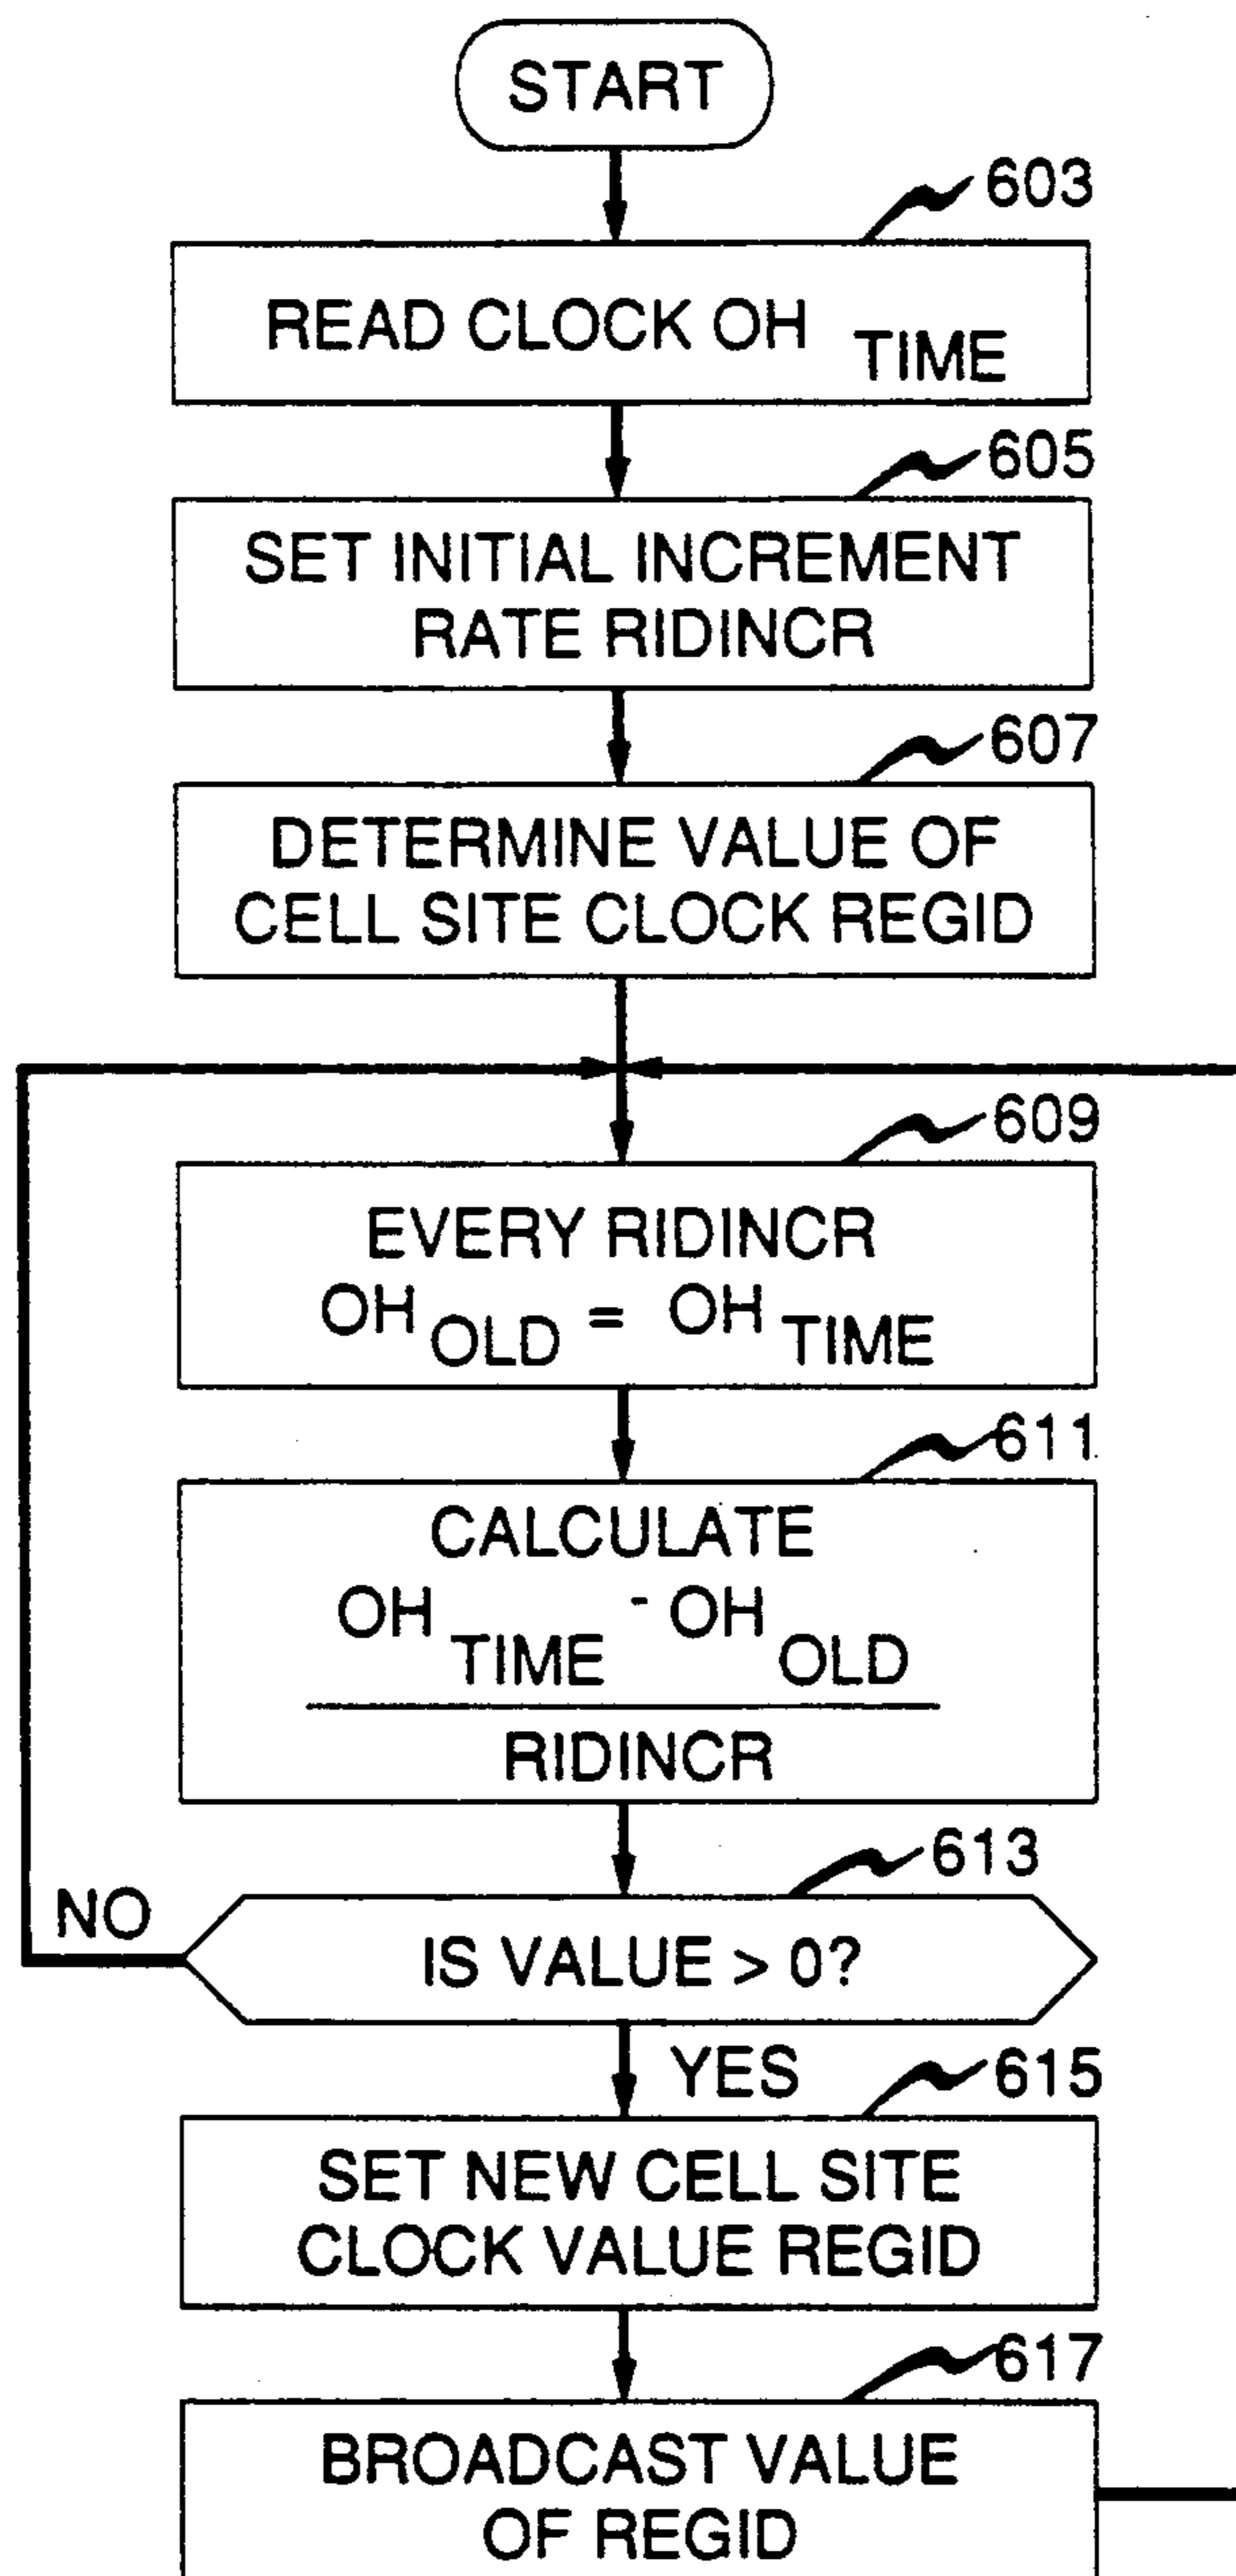 START
603
READ CLOCK OH TIME
605
SET INITIAL INCREMENT
RATE RIDINCR
607
DETERMINE VALUE OF
CELL SITE CLOCK REGID
609
EVERY RIDINCR
OH OLD = OH TIME
611
CALCULATE
OH TIME - OH OLD
RIDINCR
613
NO
IS VALUE > 0?
YES
615
SET NEW CELL SITE
CLOCK VALUE REGID
617
BROADCAST VALUE
OF REGID